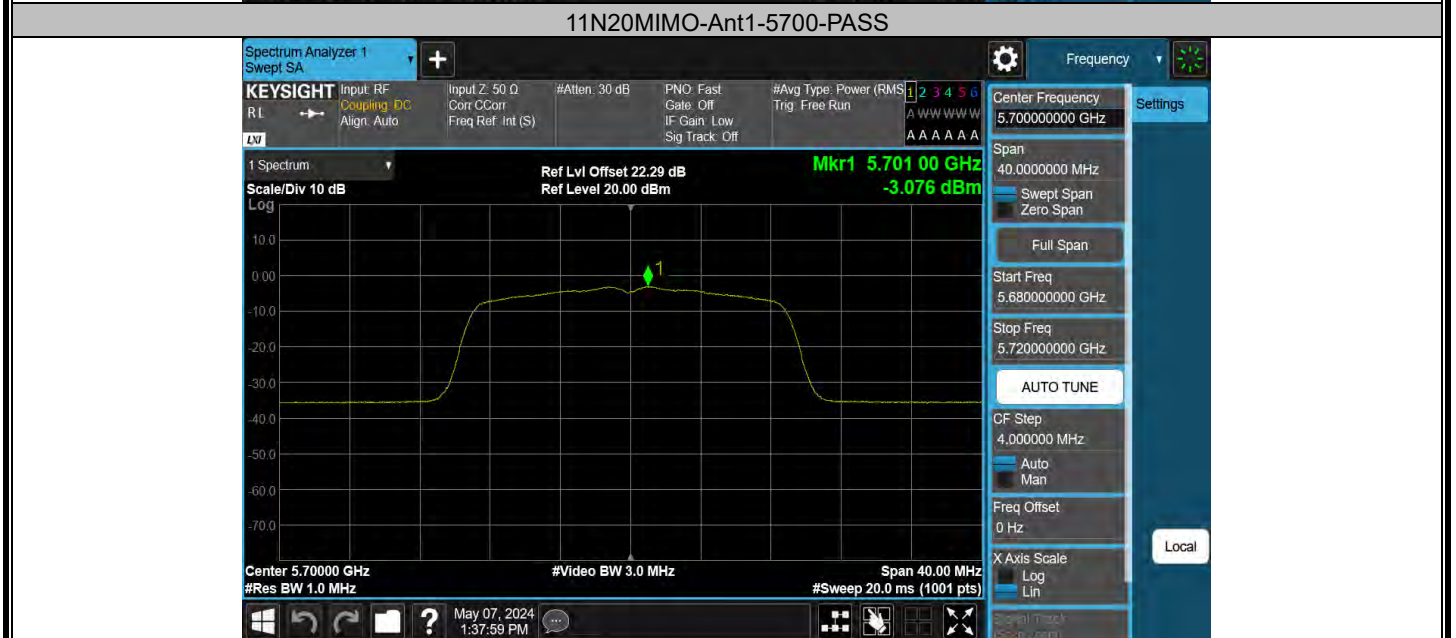 11N20MIMO-Ant1-5700-PASS
Spectrum Analyzer 1
Swept SA
+
Frequency
KEYSIGHT
R L
LXI
Input: RF
Coupling: DC
Align: Auto
Input Z: 50 Ω
Corr CCorr
Freq Ref: Int (S)
#Atten: 30 dB
PNO: Fast
Gate: Off
IF Gain: Low
Sig Track: Off
#Avg Type: Power (RMS
Trig: Free Run
1 2 3 4 5 6
A W W W W W
A A A A A A
1 Spectrum
Scale/Div 10 dB
Log
Ref Lvl Offset 22.29 dB
Ref Level 20.00 dBm
Mkr1 5.701 00 GHz
-3.076 dBm
1
10.0
0.00
-10.0
-20.0
-30.0
-40.0
-50.0
-60.0
-70.0
Center 5.70000 GHz
#Res BW 1.0 MHz
#Video BW 3.0 MHz
Span 40.00 MHz
#Sweep 20.0 ms (1001 pts)
?
May 07, 2024
1:37:59 PM
Center Frequency
5.700000000 GHz
Settings
Span
40.0000000 MHz
Swept Span
Zero Span
Full Span
Start Freq
5.680000000 GHz
Stop Freq
5.720000000 GHz
AUTO TUNE
CF Step
4.000000 MHz
Auto
Man
Freq Offset
0 Hz
X Axis Scale
Log
Lin
Local
Signal Track